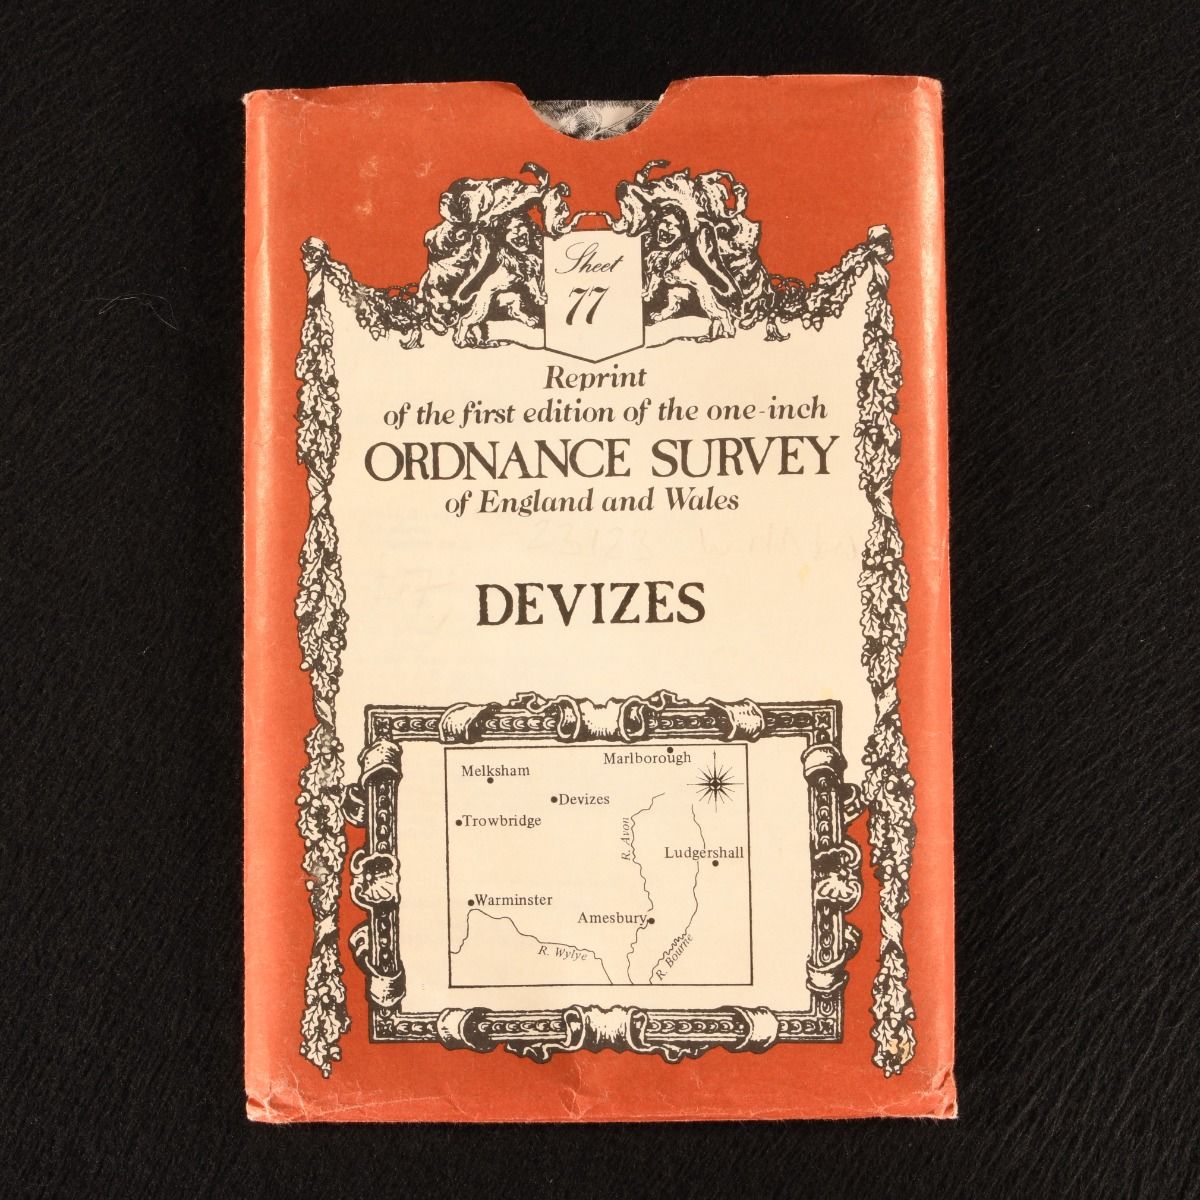 Sheet
77
Reprint
of the first edition of the one-inch
ORDNANCE SURVEY
of England and Wales
23123
DEVIZES
Marlborough
Melksham
Devizes
Trowbridge
R. Avon
Ludgershall
Warminster
Amesbury
R. Wylye
R. Bourne